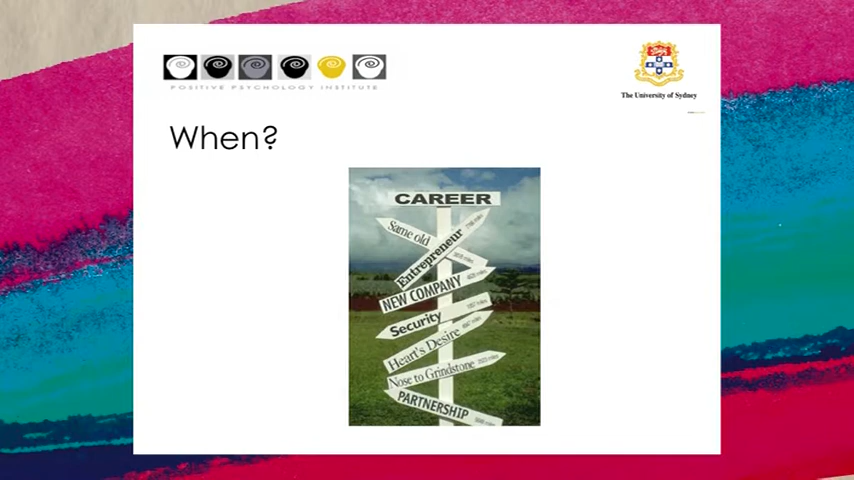 POSITIVE PSYCHOLOGY INSTITUTE
The University of Sydney
When?
CAREER
Same old
Entrepreneur
NEW COMPANY
Security
Heart's Desire
Nose to Grindstone
PARTNERSHIP